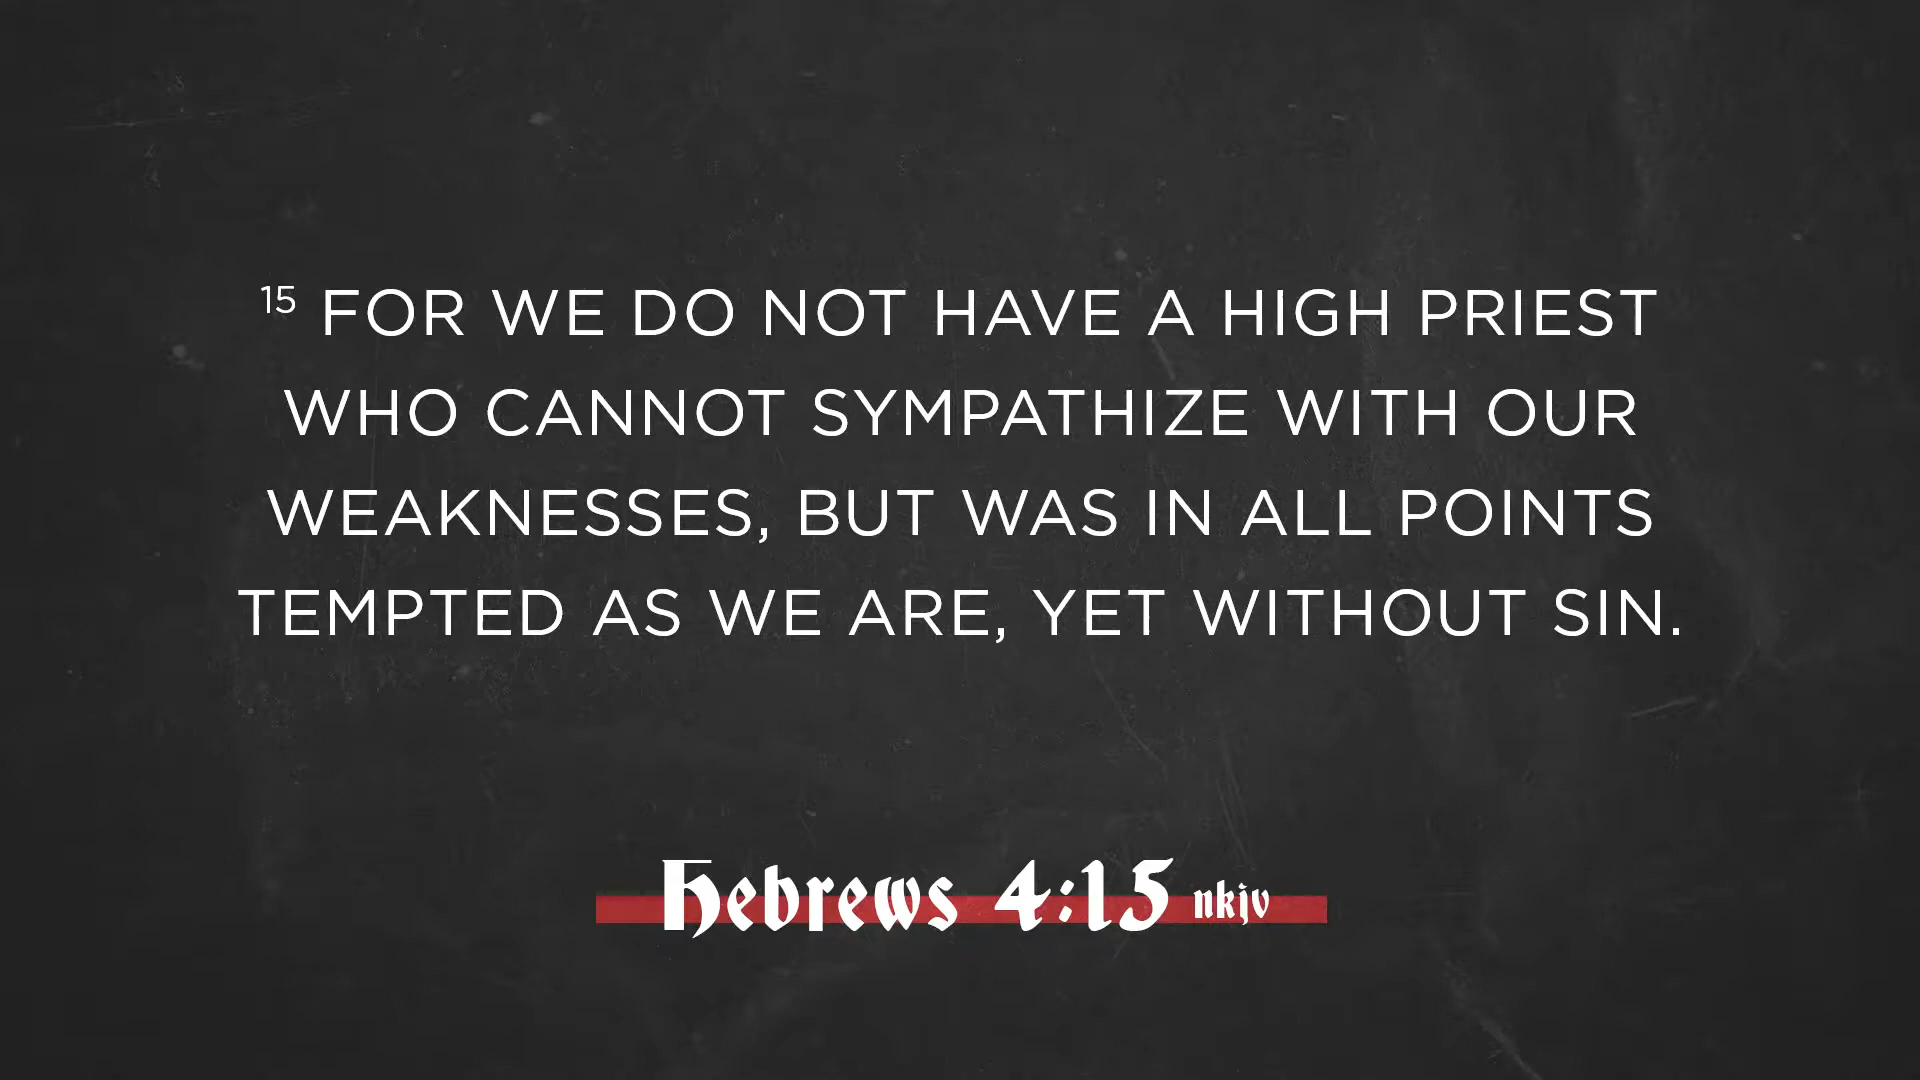 15 FOR WE DO NOT HAVE A HIGH PRIEST
WHO CANNOT SYMPATHIZE WITH OUR
WEAKNESSES, BUT WAS IN ALL POINTS
TEMPTED AS WE ARE, YET WITHOUT SIN.
Hebrews 4:15 nkjv